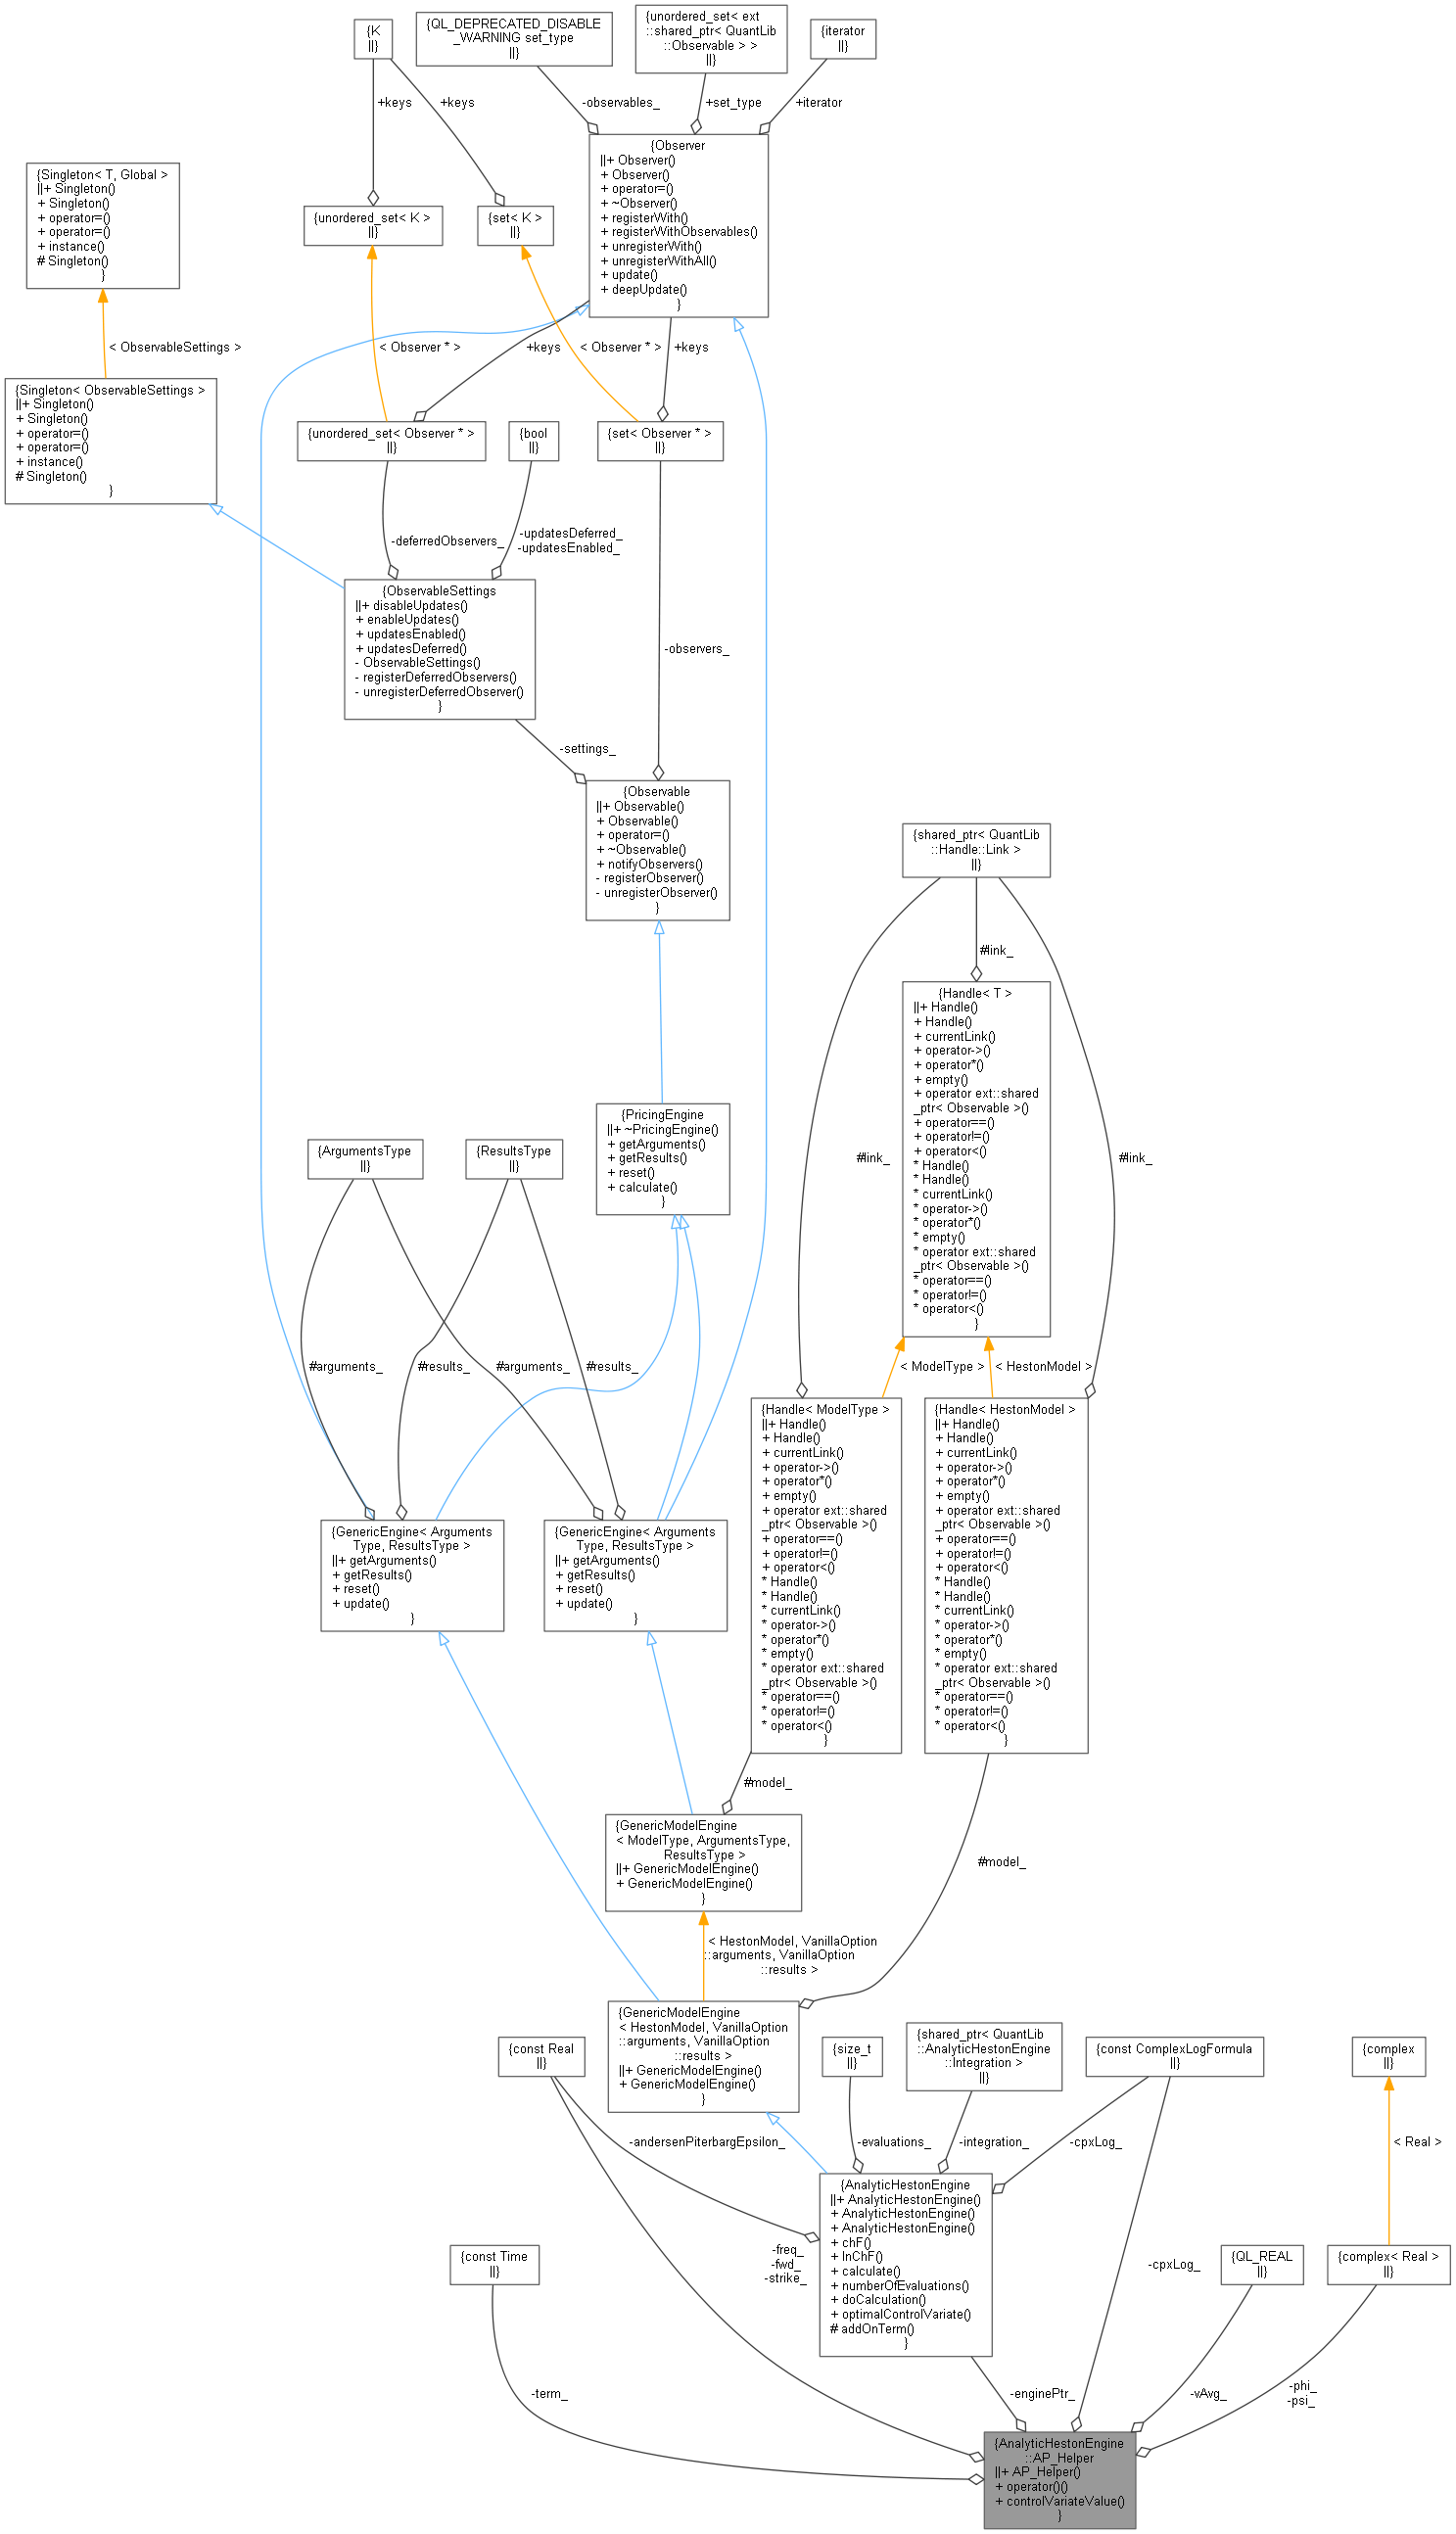 {K
||}
{QL_DEPRECATED_DISABLE
_WARNING set_type
||}
{unordered_set< ext
::shared_ptr< QuantLib
::Observable > >
||}
{iterator
||}
+keys
+keys
-observables_
+set_type
+iterator
{Observer
||+ Observer()
+ Observer()
+ operator=()
+ ~Observer()
+ registerWith()
+ registerWithObservables()
+ unregisterWith()
+ unregisterWithAll()
+ update()
+ deepUpdate()
}
{Singleton< T, Global >
||+ Singleton()
+ Singleton()
+ operator=()
+ operator=()
+ instance()
# Singleton()
}
{unordered_set< K >
||}
{set< K >
||}
< ObservableSettings >
< Observer * >
+keys
< Observer * >
+keys
{Singleton< ObservableSettings >
||+ Singleton()
+ Singleton()
+ operator=()
+ operator=()
+ instance()
# Singleton()
}
{unordered_set< Observer * >
||}
{bool
||}
{set< Observer * >
||}
-deferredObservers_
-updatesDeferred_
-updatesEnabled_
{ObservableSettings
||+ disableUpdates()
+ enableUpdates()
+ updatesEnabled()
+ updatesDeferred()
- ObservableSettings()
- registerDeferredObservers()
- unregisterDeferredObserver()
}
-observers_
-settings_
{Observable
||+ Observable()
+ Observable()
+ operator=()
+ ~Observable()
+ notifyObservers()
- registerObserver()
- unregisterObserver()
}
{shared_ptr< QuantLib
::Handle::Link >
||}
#link_
{Handle< T >
||+ Handle()
+ Handle()
+ currentLink()
+ operator->()
+ operator*()
+ empty()
+ operator ext::shared
_ptr< Observable >()
+ operator==()
+ operator!=()
+ operator<()
* Handle()
* Handle()
* currentLink()
* operator->()
* operator*()
* empty()
* operator ext::shared
_ptr< Observable >()
* operator==()
* operator!=()
* operator<()
}
{PricingEngine
||+ ~PricingEngine()
+ getArguments()
+ getResults()
+ reset()
+ calculate()
}
{ArgumentsType
||}
{ResultsType
||}
#link_
#link_
#arguments_
#results_
#arguments_
#results_
< ModelType >
< HestonModel >
{Handle< ModelType >
||+ Handle()
+ Handle()
+ currentLink()
+ operator->()
+ operator*()
+ empty()
+ operator ext::shared
_ptr< Observable >()
+ operator==()
+ operator!=()
+ operator<()
* Handle()
* Handle()
* currentLink()
* operator->()
* operator*()
* empty()
* operator ext::shared
_ptr< Observable >()
* operator==()
* operator!=()
* operator<()
}
{Handle< HestonModel >
||+ Handle()
+ Handle()
+ currentLink()
+ operator->()
+ operator*()
+ empty()
+ operator ext::shared
_ptr< Observable >()
+ operator==()
+ operator!=()
+ operator<()
* Handle()
* Handle()
* currentLink()
* operator->()
* operator*()
* empty()
* operator ext::shared
_ptr< Observable >()
* operator==()
* operator!=()
* operator<()
}
{GenericEngine< Arguments
Type, ResultsType >
||+ getArguments()
+ getResults()
+ reset()
+ update()
}
{GenericEngine< Arguments
Type, ResultsType >
||+ getArguments()
+ getResults()
+ reset()
+ update()
}
#model_
{GenericModelEngine
< ModelType, ArgumentsType,
ResultsType >
||+ GenericModelEngine()
+ GenericModelEngine()
}
#model_
< HestonModel, VanillaOption
::arguments, VanillaOption
::results >
{GenericModelEngine
< HestonModel, VanillaOption
::arguments, VanillaOption
::results >
||+ GenericModelEngine()
+ GenericModelEngine()
}
{const Real
||}
{size_t
||}
{shared_ptr< QuantLib
::AnalyticHestonEngine
::Integration >
||}
{const ComplexLogFormula
||}
{complex
||}
-andersenPiterbargEpsilon_
-evaluations_
-integration_
-cpxLog_
< Real >
{AnalyticHestonEngine
||+ AnalyticHestonEngine()
+ AnalyticHestonEngine()
+ AnalyticHestonEngine()
+ chF()
+ lnChF()
+ calculate()
+ numberOfEvaluations()
+ doCalculation()
+ optimalControlVariate()
# addOnTerm()
}
{const Time
||}
-freq_
-fwd_
-strike_
-cpxLog_
{QL_REAL
||}
{complex< Real >
||}
-term_
-enginePtr_
-vAvg_
-phi_
-psi_
{AnalyticHestonEngine
::AP_Helper
||+ AP_Helper()
+ operator()()
+ controlVariateValue()
}